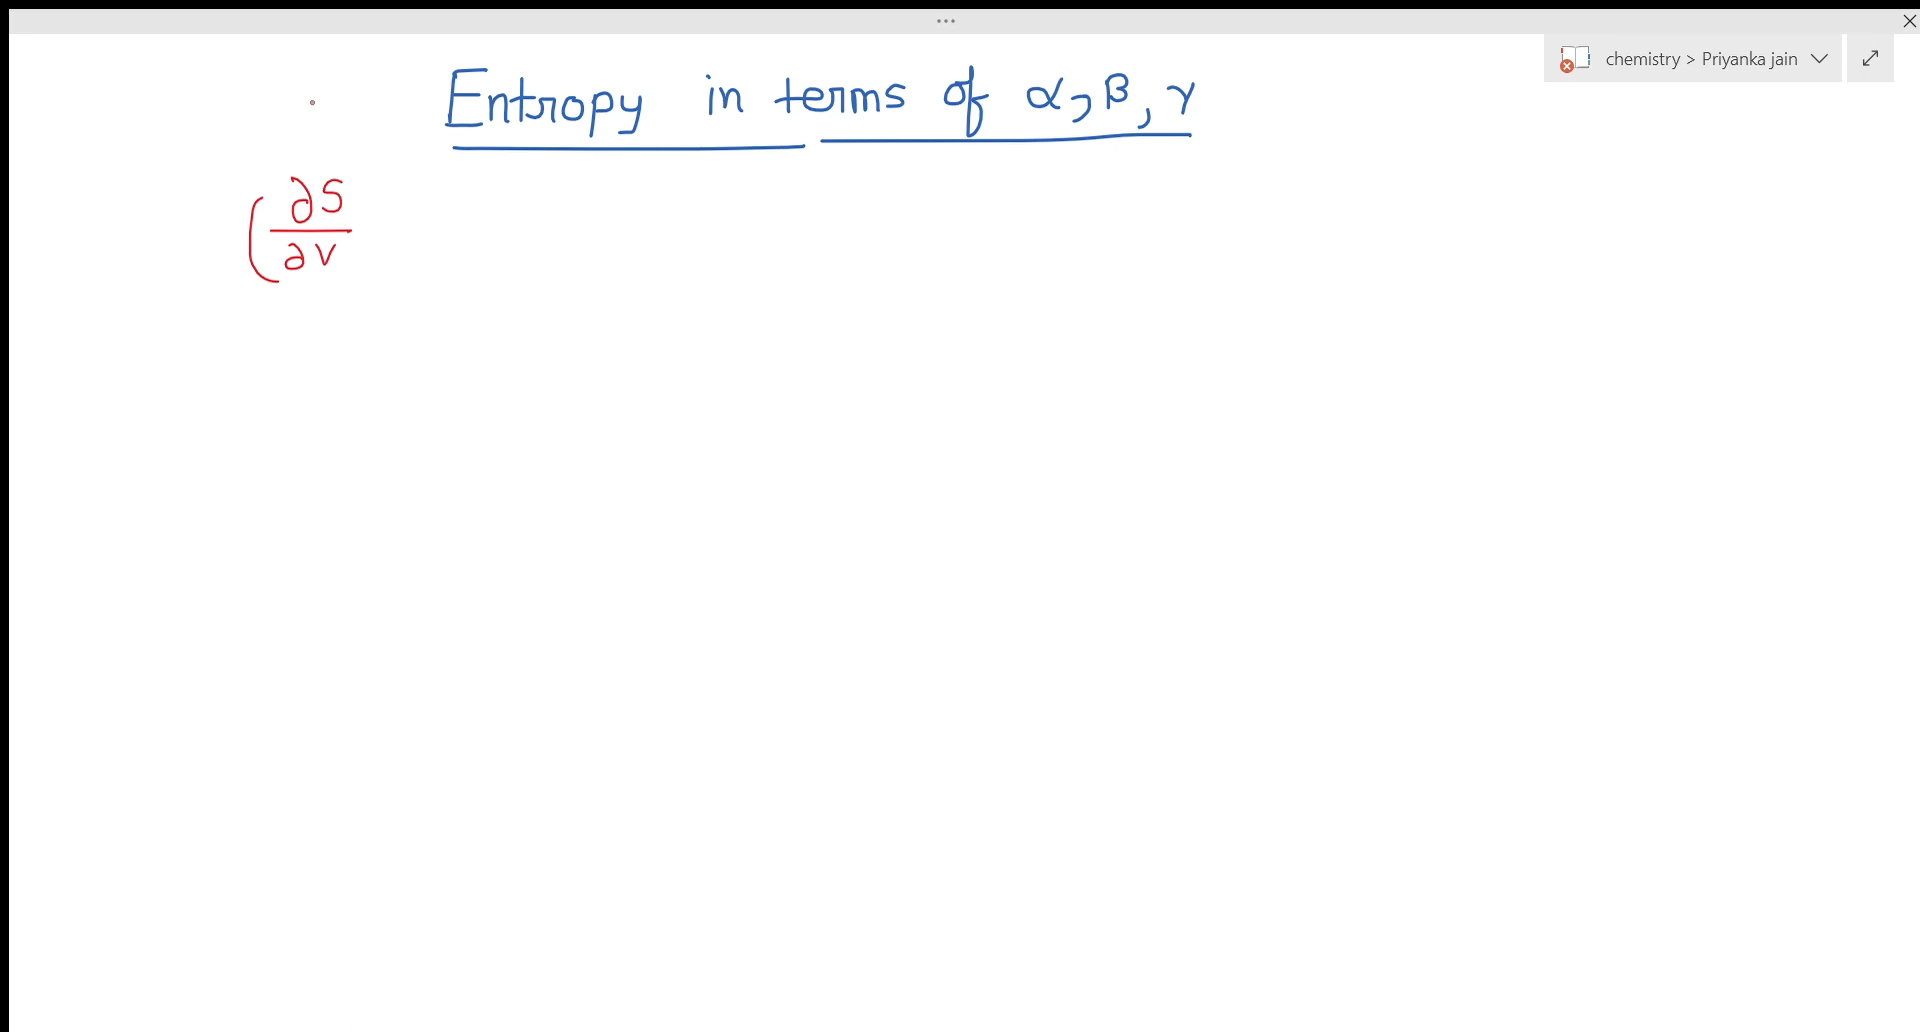 chemistry > Priyanka jain
Entropy in terms of α, β, γ
(∂S
∂V